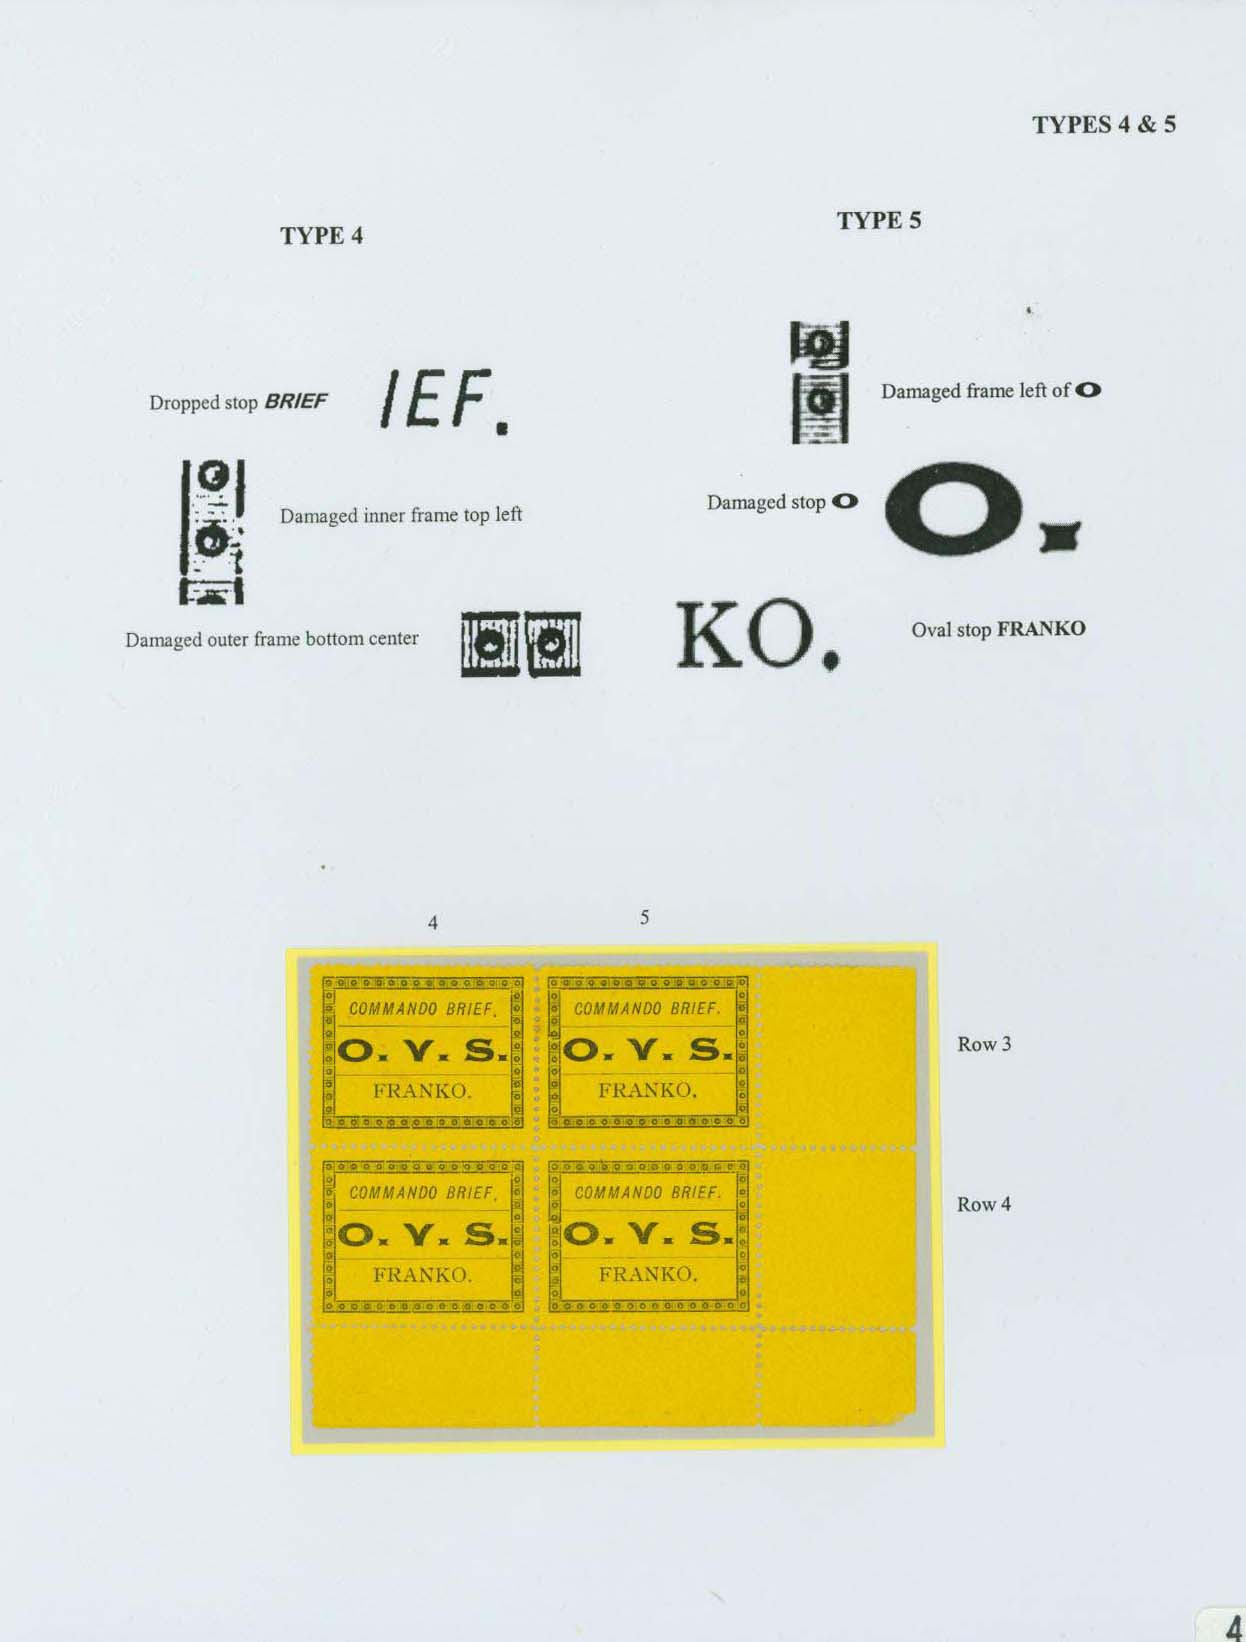 TYPES 4 & 5
TYPE 4
TYPE 5
Dropped stop BRIEF
IEF.
Damaged frame left of O
Damaged inner frame top left
Damaged stop O
O.
Damaged outer frame bottom center
KO.
Oval stop FRANKO
4
5
COMMANDO BRIEF.
O. V. S.
FRANKO.
COMMANDO BRIEF.
O. V. S.
FRANKO.
Row 3
COMMANDO BRIEF.
O. V. S.
FRANKO.
COMMANDO BRIEF.
O. V. S.
FRANKO.
Row 4
4